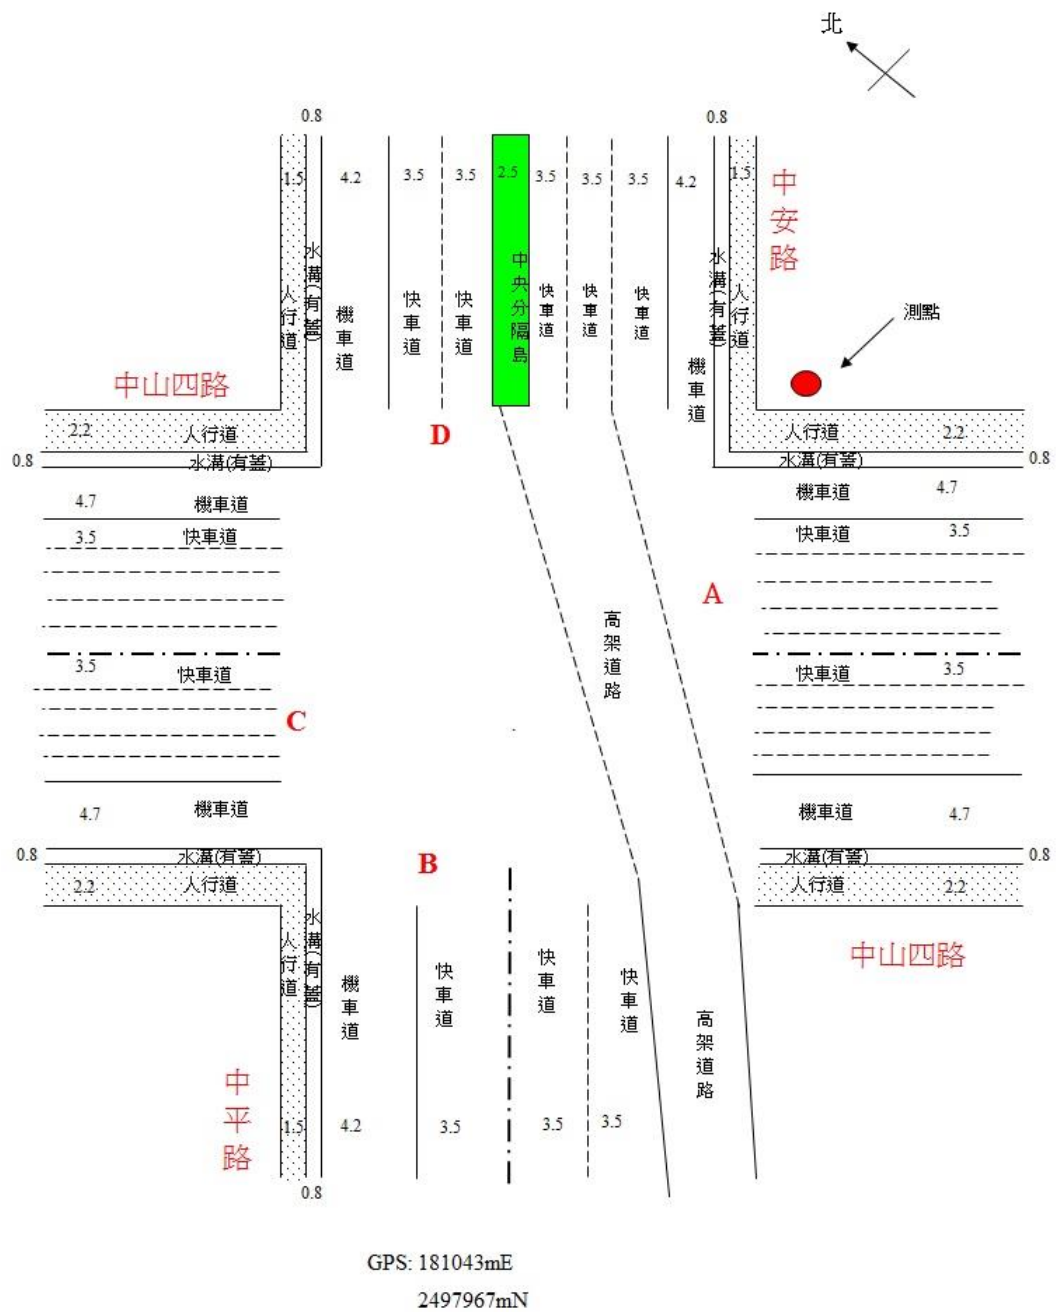 北
0.8
0.8
1.5
4.2
3.5
3.5
2.5
3.5
3.5
3.5
4.2
1.5
中安路
水溝(有蓋)
人行道
機車道
快車道
快車道
中央分隔島
快車道
快車道
快車道
機車道
水溝(有蓋)
人行道
測點
中山四路
D
2.2
人行道
0.8
水溝(有蓋)
4.7
機車道
3.5
快車道
人行道
2.2
水溝(有蓋)
0.8
機車道
4.7
快車道
3.5
A
高架道路
3.5
快車道
快車道
3.5
C
4.7
機車道
機車道
4.7
0.8
水溝(有蓋)
2.2
人行道
B
水溝(有蓋)
0.8
人行道
2.2
中山四路
水溝(有蓋)
人行道
機車道
快車道
快車道
快車道
高架道路
中平路
1.5
4.2
3.5
3.5
3.5
0.8
GPS: 181043mE
2497967mN